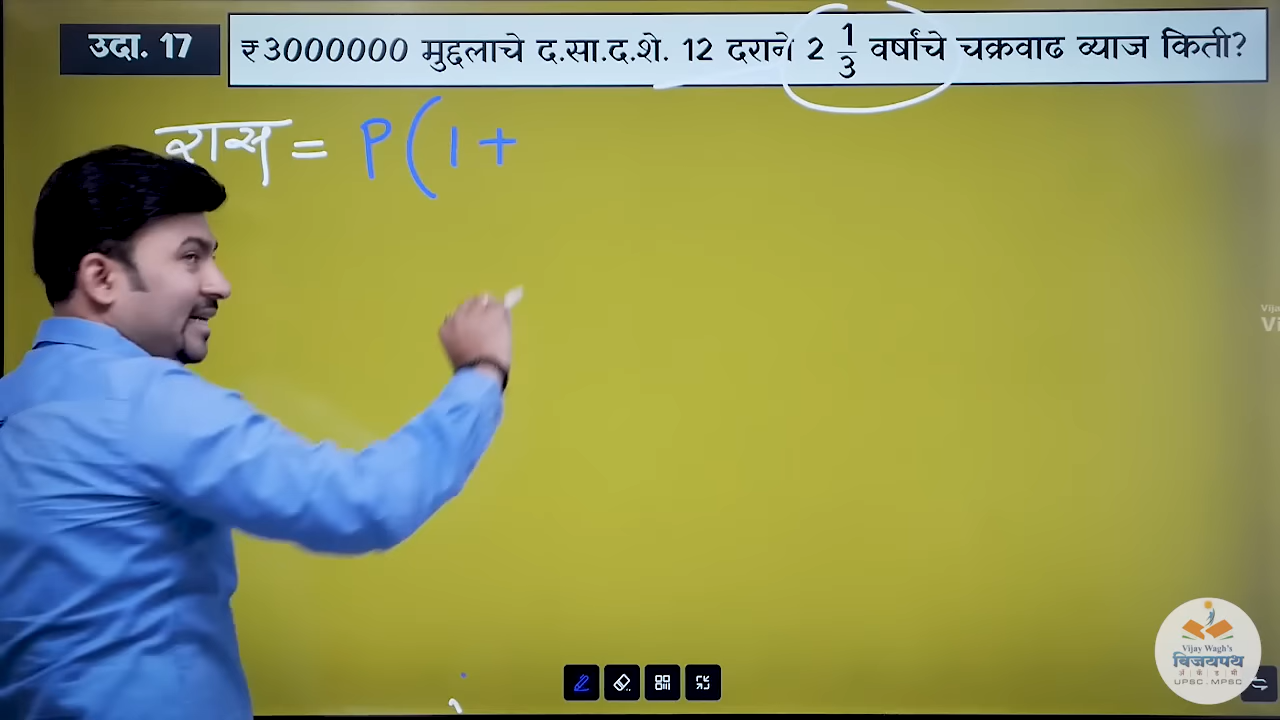 उदा. 17
₹3000000 मुद्दलाचे द.सा.द.शे. 12 दराने 2 1/3 वर्षांचे चक्रवाढ व्याज किती?
रास = P(1+
Vijay Wagh's
विजयपथ
UPSC - MPSC